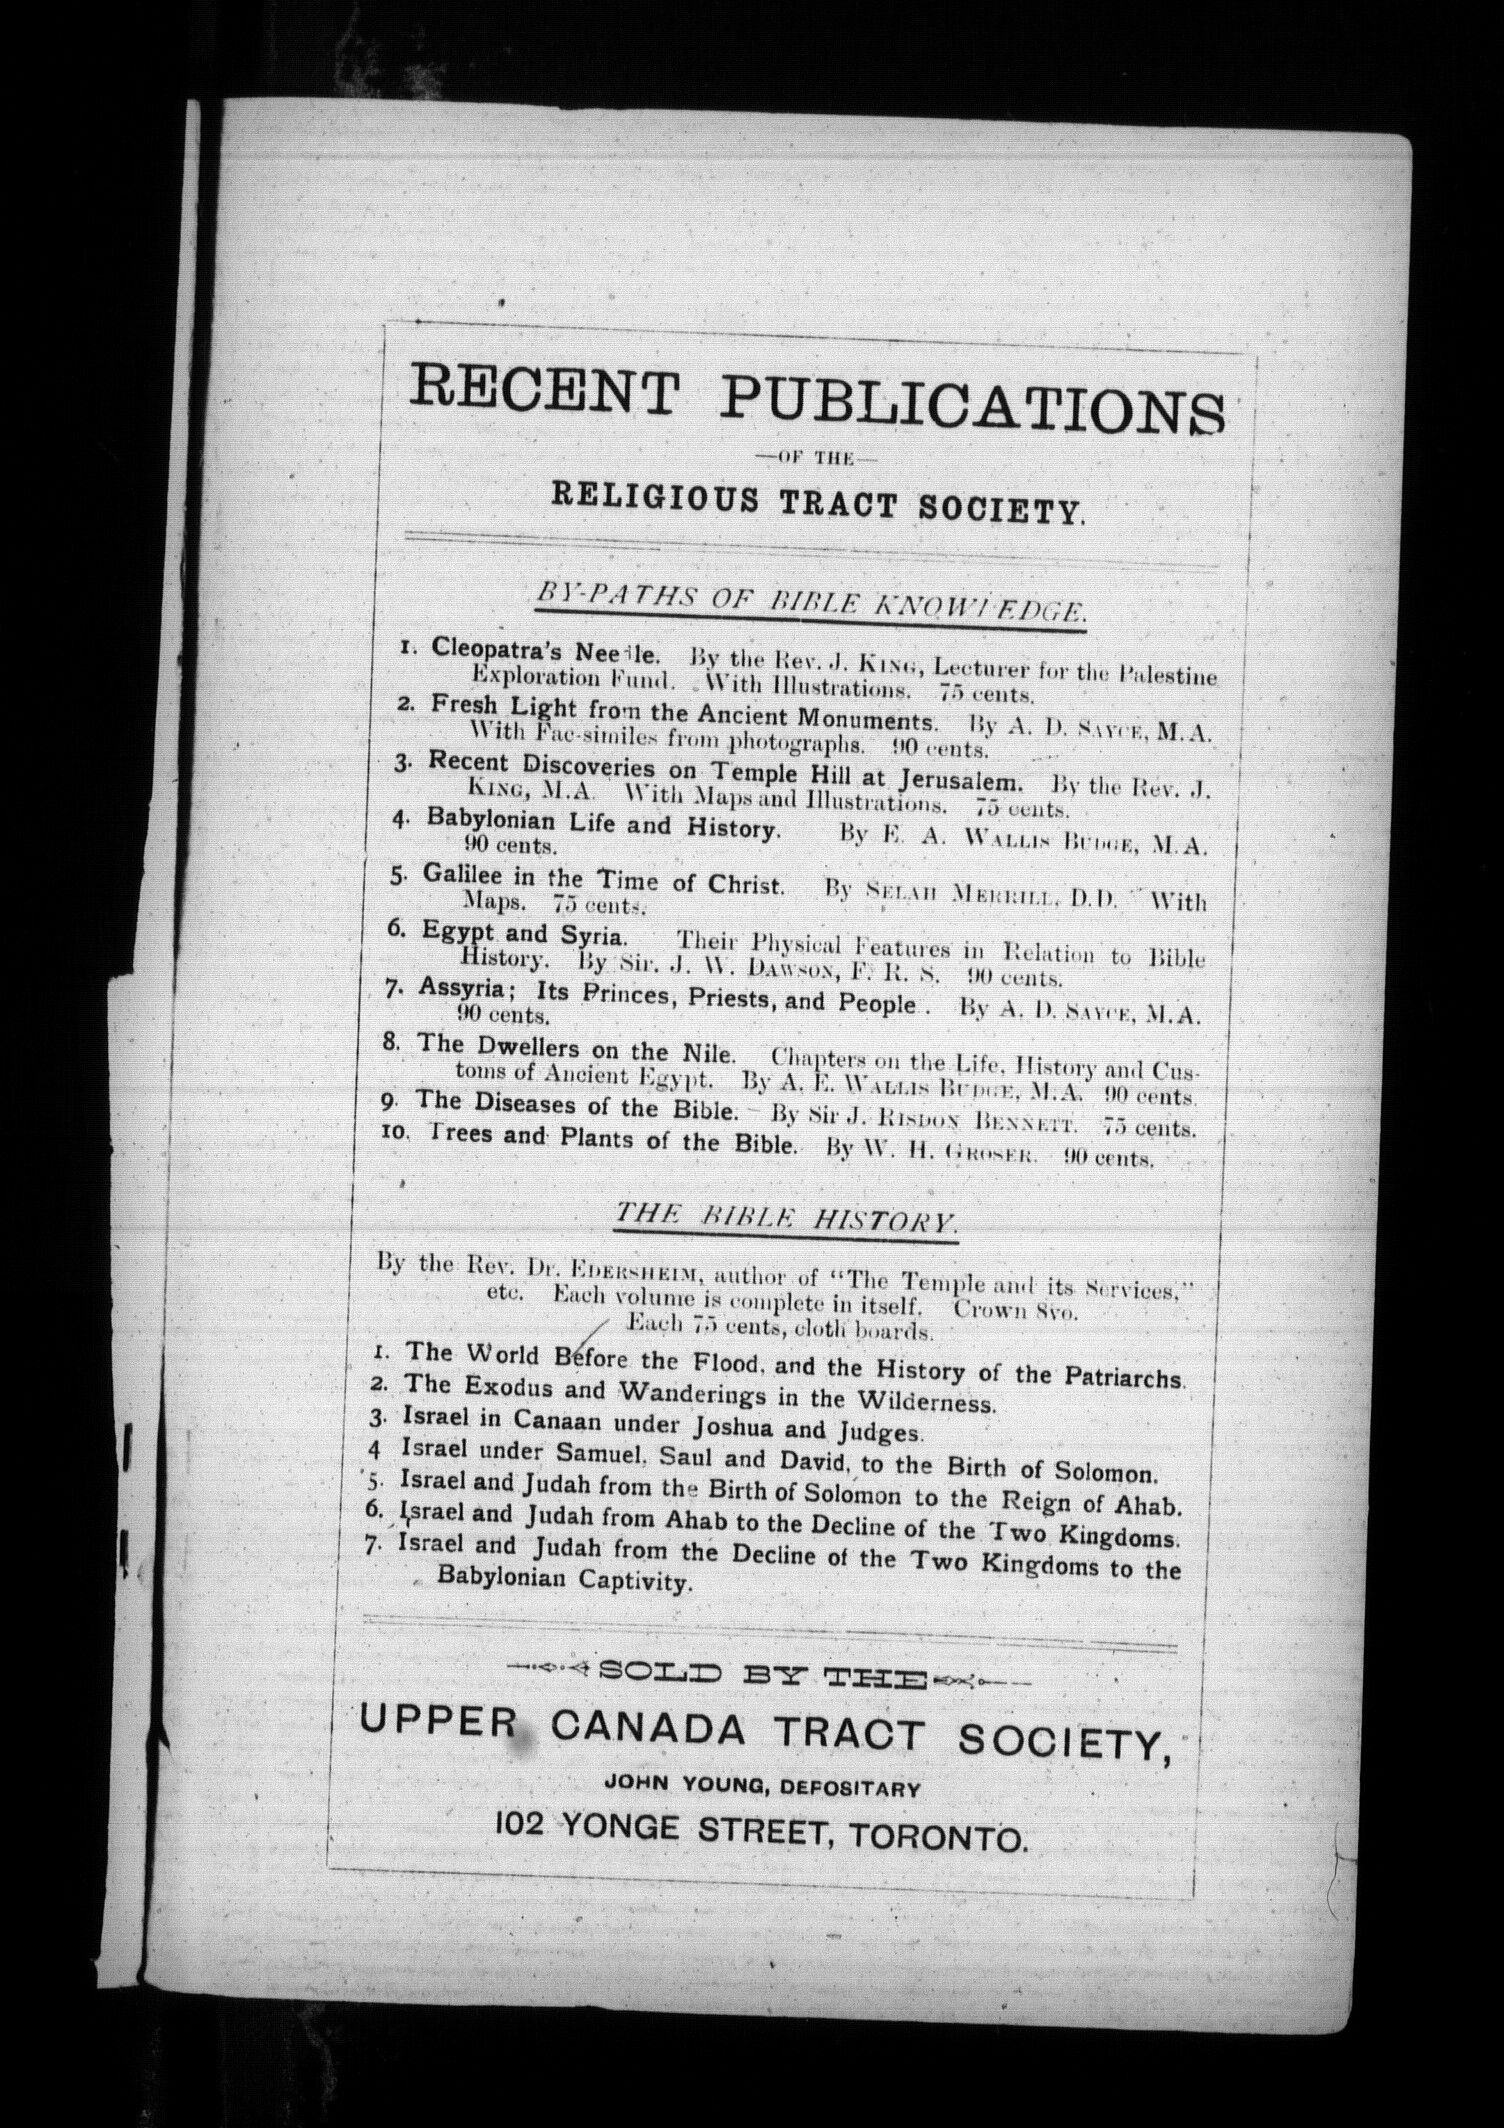 RECENT PUBLICATIONS
—OF THE—
RELIGIOUS TRACT SOCIETY.
BY-PATHS OF BIBLE KNOWLEDGE.
1. Cleopatra's Needle. By the Rev. J. KING, Lecturer for the Palestine
Exploration Fund. With Illustrations. 75 cents.
2. Fresh Light from the Ancient Monuments. By A. D. SAYCE, M.A.
With Fac-similes from photographs. 90 cents.
3. Recent Discoveries on Temple Hill at Jerusalem. By the Rev. J.
KING, M.A. With Maps and Illustrations. 75 cents.
4. Babylonian Life and History. By E. A. WALLIS BUDGE, M.A.
90 cents.
5. Galilee in the Time of Christ. By SELAH MERRILL, D.D. With
Maps. 75 cents.
6. Egypt and Syria. Their Physical Features in Relation to Bible
History. By Sir. J. W. DAWSON, F. R. S. 90 cents.
7. Assyria; Its Princes, Priests, and People. By A. D. SAYCE, M.A.
90 cents.
8. The Dwellers on the Nile. Chapters on the Life, History and Cus-
toms of Ancient Egypt. By A. E. WALLIS BUDGE, M.A. 90 cents.
9. The Diseases of the Bible. By Sir J. RISDON BENNETT. 75 cents.
10. Trees and Plants of the Bible. By W. H. GROSER. 90 cents.
THE BIBLE HISTORY.
By the Rev. Dr. EDERSHEIM, author of "The Temple and its Services,"
etc. Each volume is complete in itself. Crown 8vo.
Each 75 cents, cloth boards.
1. The World Before the Flood, and the History of the Patriarchs.
2. The Exodus and Wanderings in the Wilderness.
3. Israel in Canaan under Joshua and Judges.
4 Israel under Samuel, Saul and David, to the Birth of Solomon.
5. Israel and Judah from the Birth of Solomon to the Reign of Ahab.
6. Israel and Judah from Ahab to the Decline of the Two Kingdoms.
7. Israel and Judah from the Decline of the Two Kingdoms to the
Babylonian Captivity.
SOLD BY THE
UPPER CANADA TRACT SOCIETY,
JOHN YOUNG, DEPOSITARY
102 YONGE STREET, TORONTO.